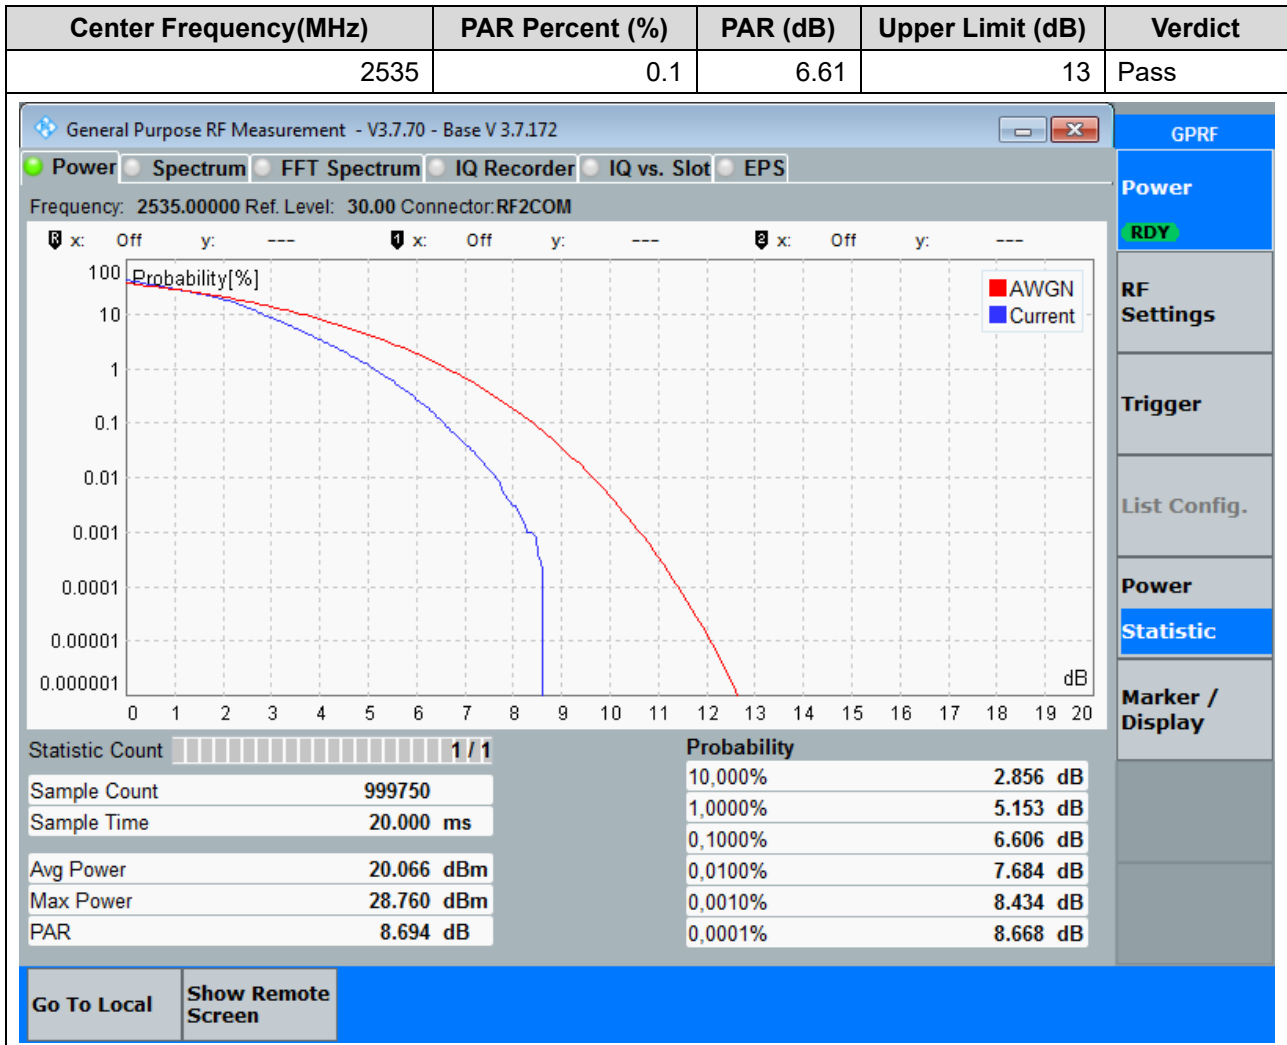 Center Frequency(MHz) PAR Percent (%) PAR (dB) Upper Limit (dB) Verdict
2535 0.1 6.61 13 Pass
General Purpose RF Measurement - V3.7.70 - Base V 3.7.172
GPRF
Power Spectrum FFT Spectrum IQ Recorder IQ vs. Slot EPS
Power
RDY
Frequency: 2535.00000 Ref. Level: 30.00 Connector:RF2COM
R x: Off y: --- 1 x: Off y: --- 2 x: Off y: ---
Probability[%]
100
10
1
0.1
0.01
0.001
0.0001
0.00001
0.000001
AWGN
Current
dB
0 1 2 3 4 5 6 7 8 9 10 11 12 13 14 15 16 17 18 19 20
RF
Settings
Trigger
List Config.
Power
Statistic
Marker /
Display
Statistic Count 1 / 1
Sample Count 999750
Sample Time 20.000 ms
Avg Power 20.066 dBm
Max Power 28.760 dBm
PAR 8.694 dB
Probability
10,000% 2.856 dB
1,0000% 5.153 dB
0,1000% 6.606 dB
0,0100% 7.684 dB
0,0010% 8.434 dB
0,0001% 8.668 dB
Go To Local
Show Remote
Screen